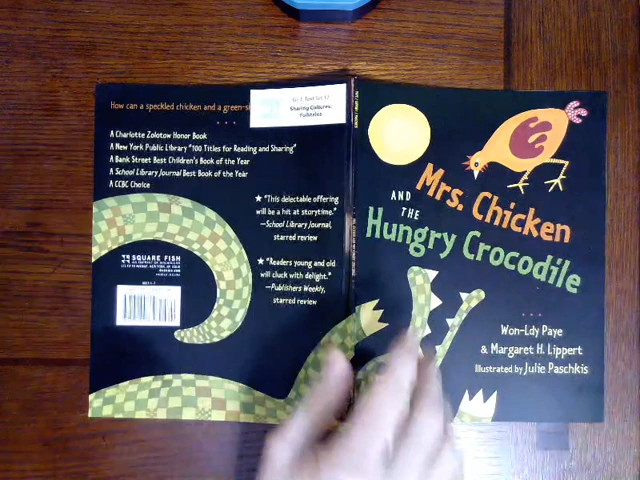 How can a speckled chicken and a green-s
Sharing Cultures:
Folktales
A Charlotte Zolotow Honor Book
A New York Public Library "100 Titles for Reading and Sharing"
A Bank Street Best Children's Book of the Year
A School Library Journal Best Book of the Year
A CCBC Choice
★ "This delectable offering
will be a hit at storytime."
—School Library Journal,
starred review
★ "Readers young and old
will cluck with delight."
—Publishers Weekly,
starred review
SQUARE FISH
Mrs. Chicken
AND
THE
Hungry Crocodile
Won-Ldy Paye
& Margaret H. Lippert
Illustrated by Julie Paschkis